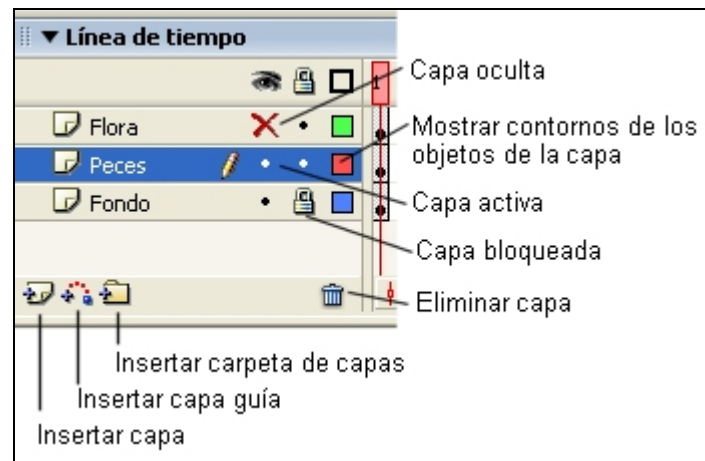 Línea de tiempo
1
Capa oculta
Flora
Mostrar contornos de los
objetos de la capa
Peces
Capa activa
Fondo
Capa bloqueada
Eliminar capa
Insertar carpeta de capas
Insertar capa guía
Insertar capa